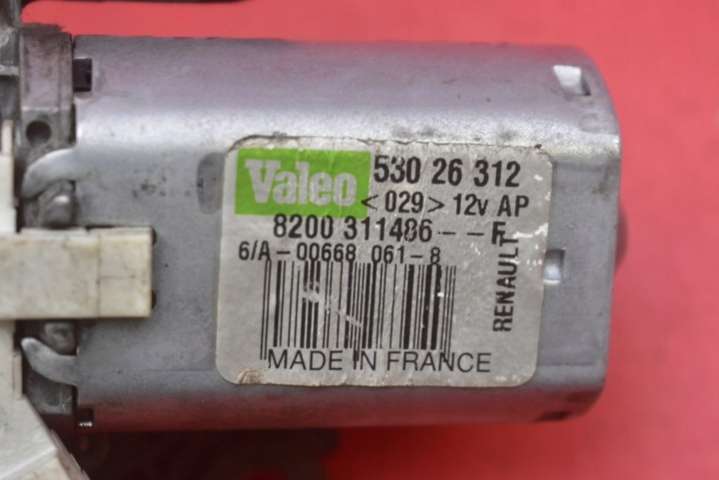 Valeo 530 26 312
<029> 12v AP
8200 311486--F
6/A-00668 061-8
RENAULT
MADE IN FRANCE